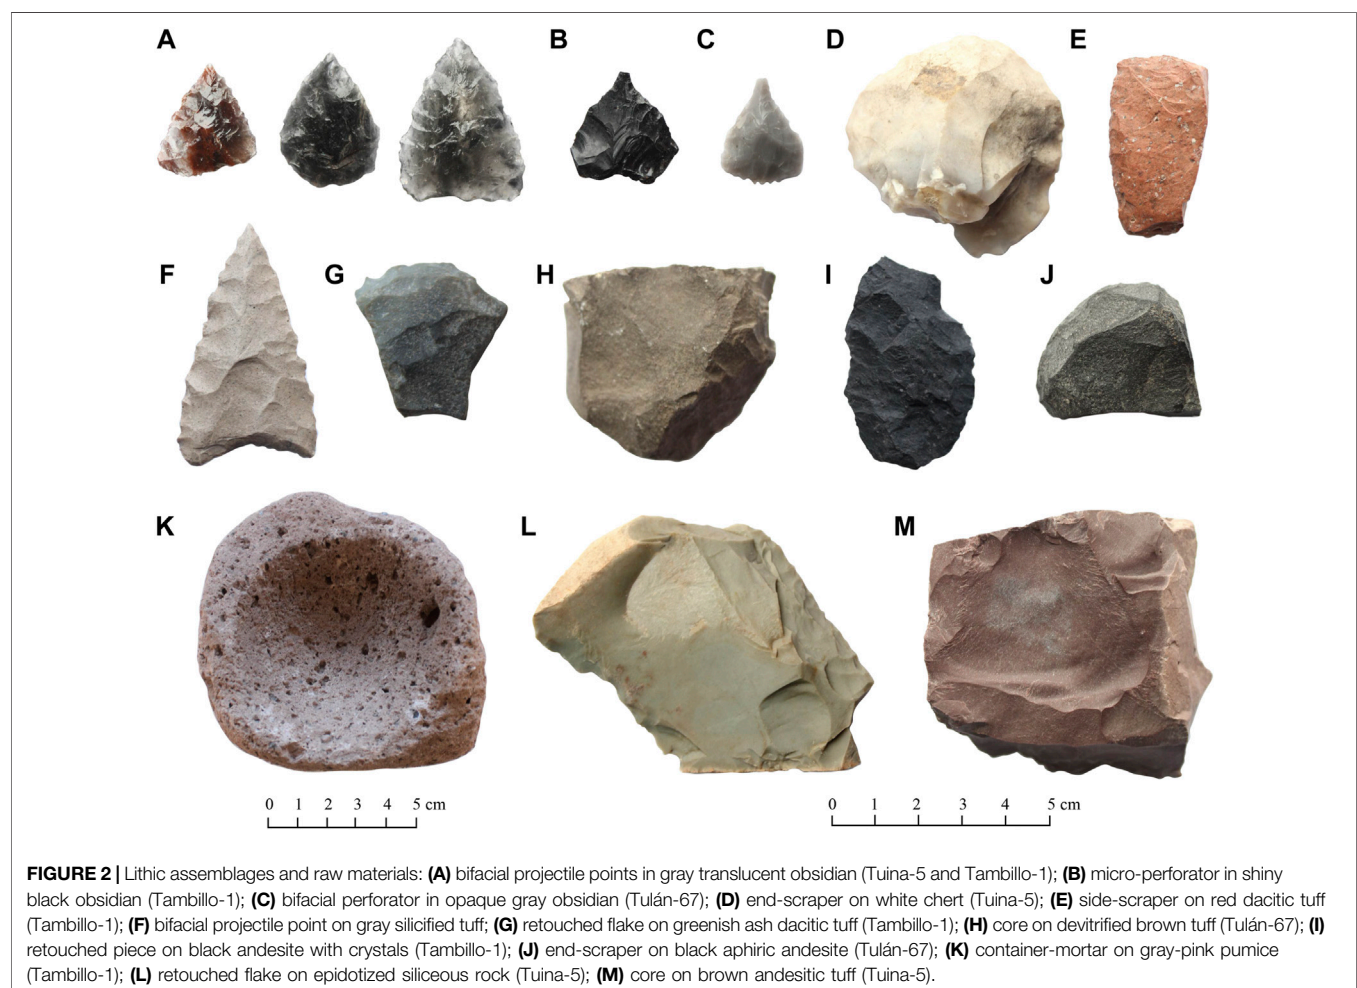 A B C D E
F G H I J
K L M
0 1 2 3 4 5 cm
0 1 2 3 4 5 cm
FIGURE 2 | Lithic assemblages and raw materials: (A) bifacial projectile points in gray translucent obsidian (Tuina-5 and Tambillo-1); (B) micro-perforator in shiny
black obsidian (Tambillo-1); (C) bifacial perforator in opaque gray obsidian (Tulán-67); (D) end-scraper on white chert (Tuina-5); (E) side-scraper on red dacitic tuff
(Tambillo-1); (F) bifacial projectile point on gray silicified tuff; (G) retouched flake on greenish ash dacitic tuff (Tambillo-1); (H) core on devitrified brown tuff (Tulán-67); (I)
retouched piece on black andesite with crystals (Tambillo-1); (J) end-scraper on black aphiric andesite (Tulán-67); (K) container-mortar on gray-pink pumice
(Tambillo-1); (L) retouched flake on epidotized siliceous rock (Tuina-5); (M) core on brown andesitic tuff (Tuina-5).